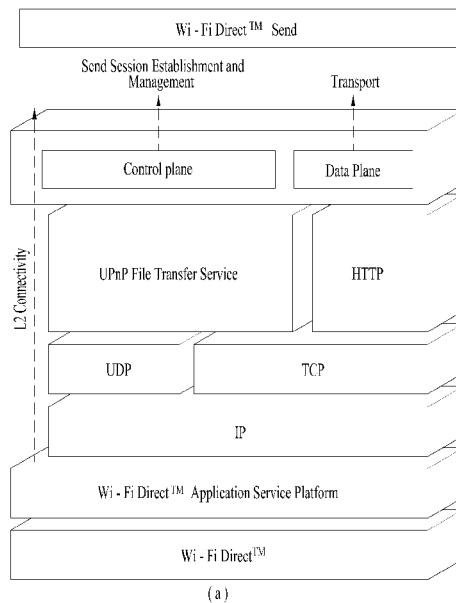 Wi - Fi Direct™ Send
Send Session Establishment and
Management
Transport
Control plane
Data Plane
L2 Connectivity
UPnP File Transfer Service
HTTP
UDP
TCP
IP
Wi - Fi Direct™ Application Service Platform
Wi - Fi Direct™
( a )